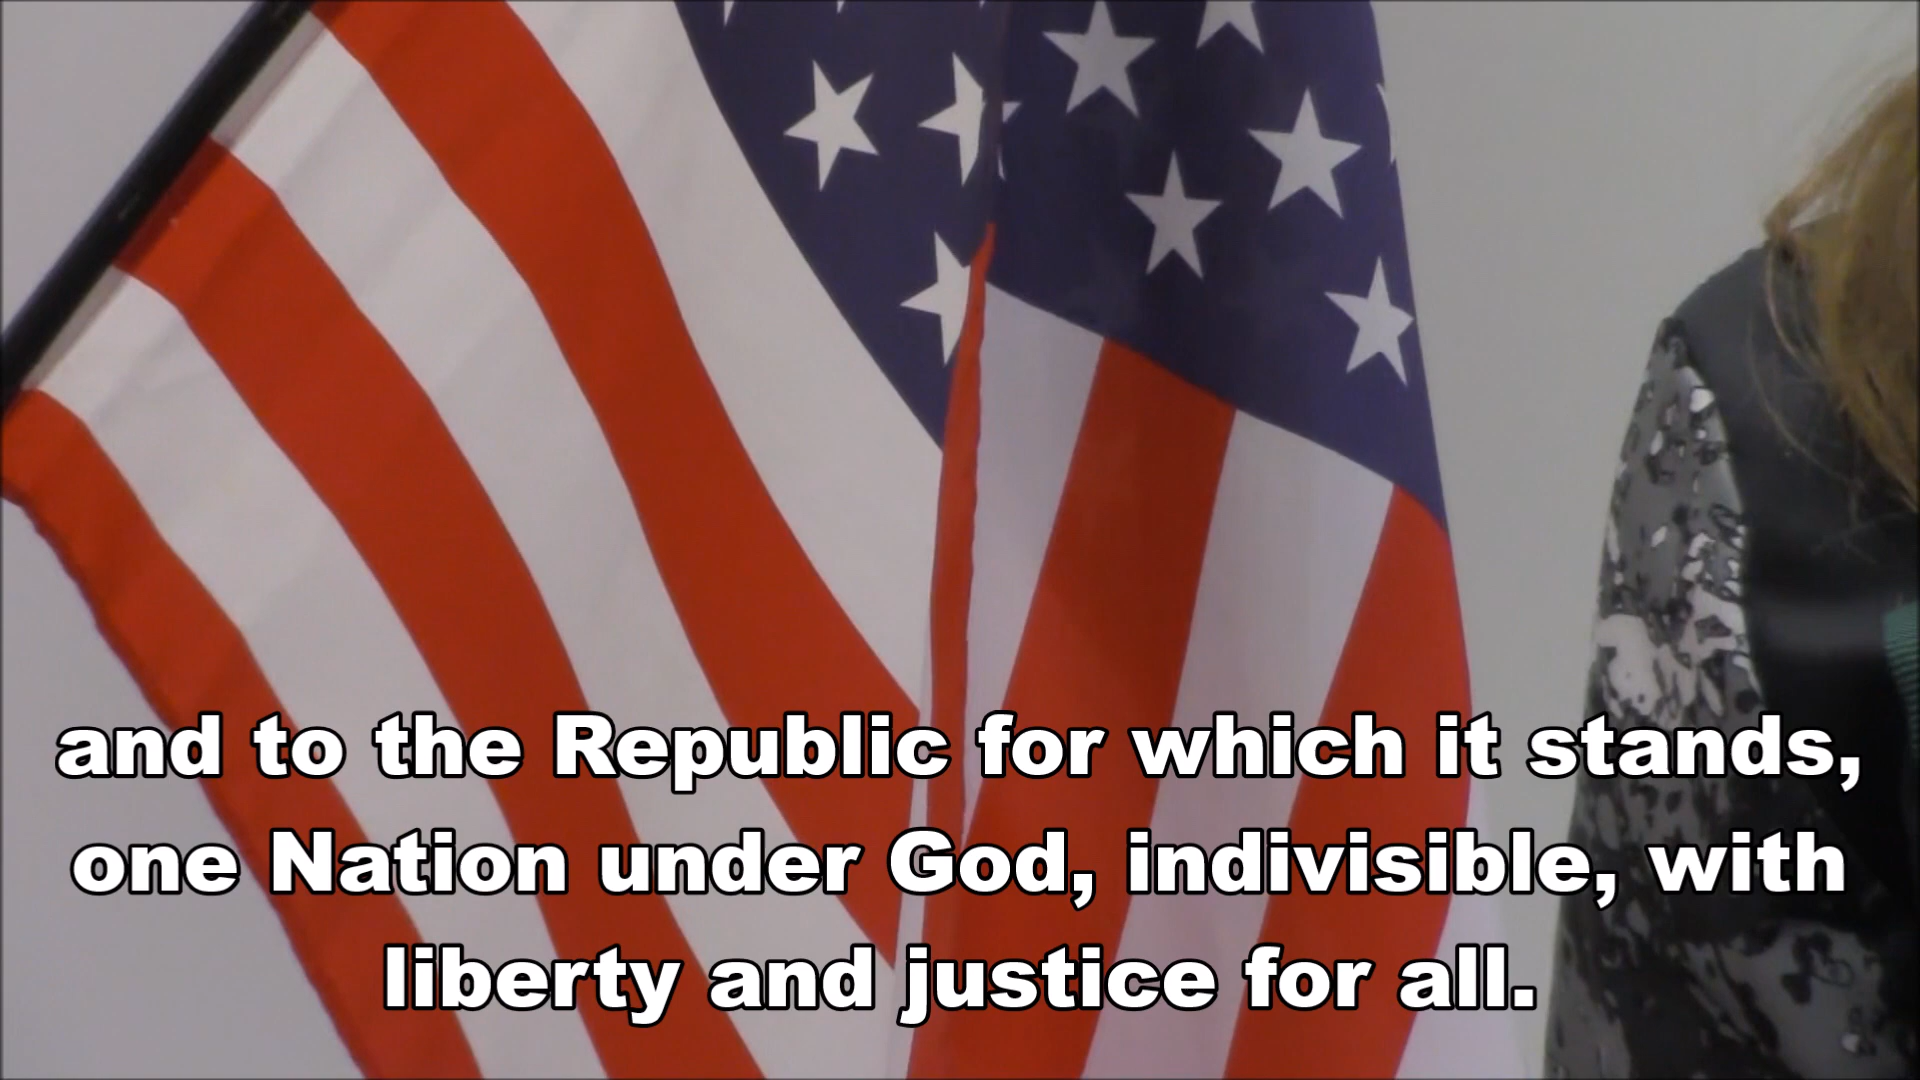 and to the Republic for which it stands,
one Nation under God, indivisible, with
liberty and justice for all.